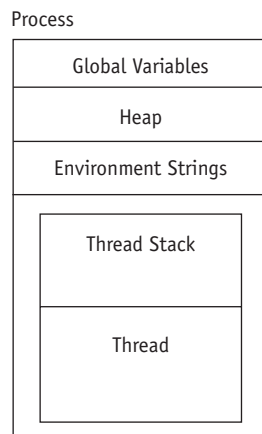 Process
Global Variables
Heap
Environment Strings
Thread Stack
Thread